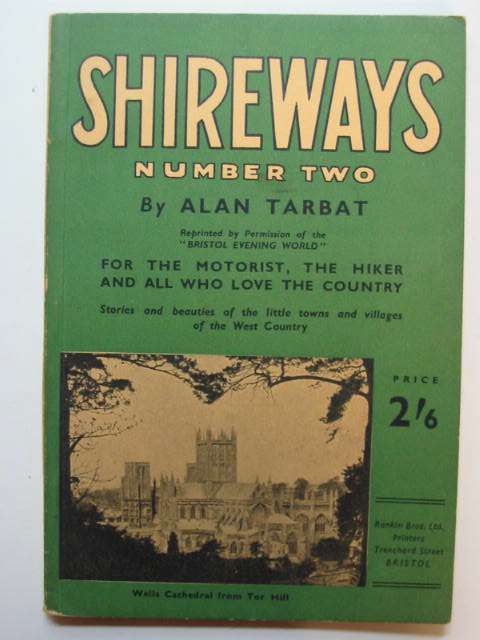 SHIREWAYS
NUMBER TWO
By ALAN TARBAT
Reprinted by Permission of the
"BRISTOL EVENING WORLD"
FOR THE MOTORIST, THE HIKER
AND ALL WHO LOVE THE COUNTRY
Stories and beauties of the little towns and villages
of the West Country
PRICE
2'/6
Rankin Bros. Ltd.
Printers
Trenchard Street
BRISTOL
Wells Cathedral from Tor Hill